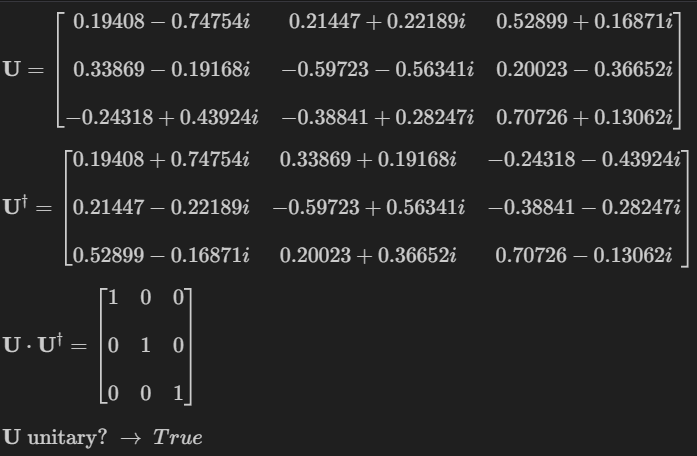 U = [ 0.19408 − 0.74754i 0.21447 + 0.22189i 0.52899 + 0.16871i
0.33869 − 0.19168i −0.59723 − 0.56341i 0.20023 − 0.36652i
−0.24318 + 0.43924i −0.38841 + 0.28247i 0.70726 + 0.13062i ]
U† = [ 0.19408 + 0.74754i 0.33869 + 0.19168i −0.24318 − 0.43924i
0.21447 − 0.22189i −0.59723 + 0.56341i −0.38841 − 0.28247i
0.52899 − 0.16871i 0.20023 + 0.36652i 0.70726 − 0.13062i ]
U · U† = [ 1 0 0
0 1 0
0 0 1 ]
U unitary? → True